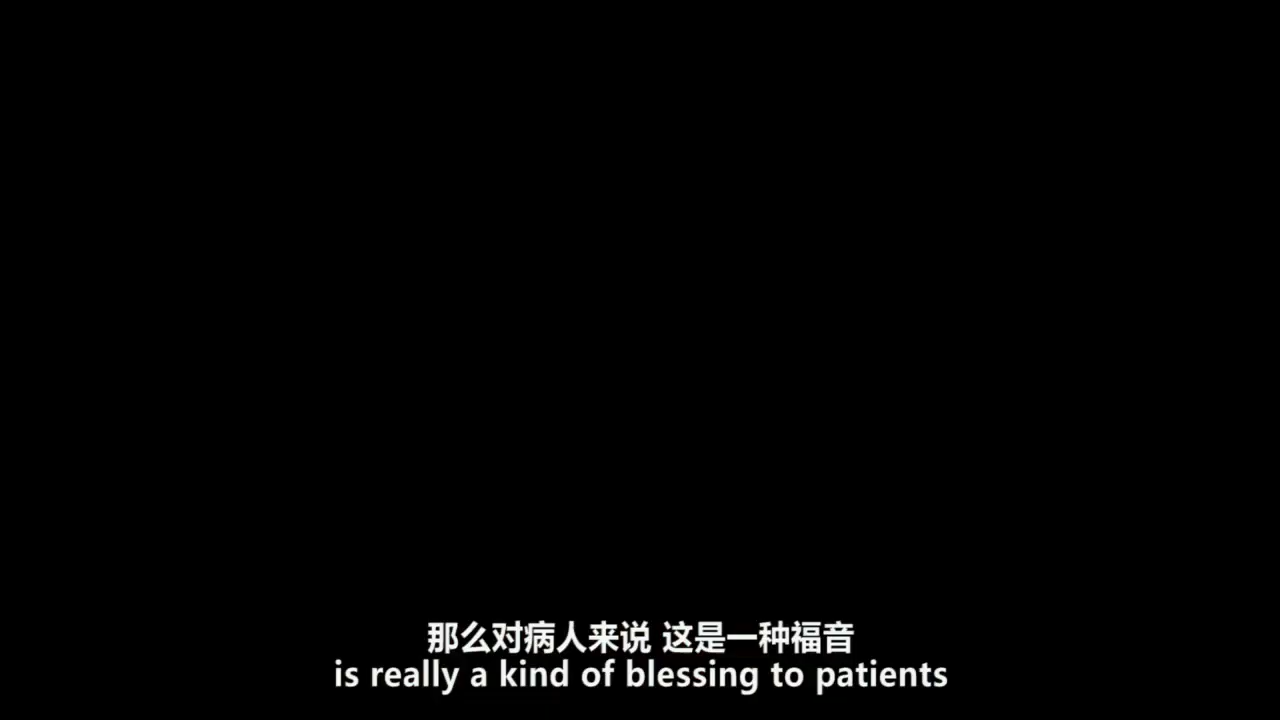 那么对病人来说 这是一种福音
is really a kind of blessing to patients